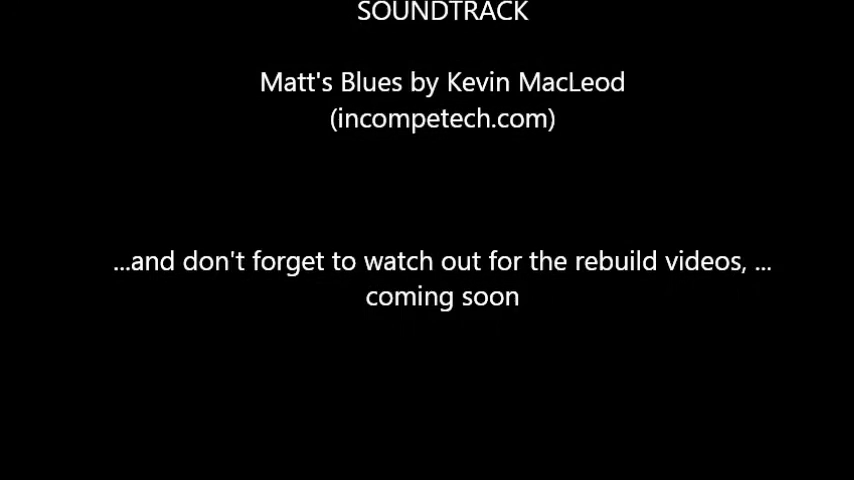 SOUNDTRACK
Matt's Blues by Kevin MacLeod
(incompetech.com)
...and don't forget to watch out for the rebuild videos, ...
coming soon